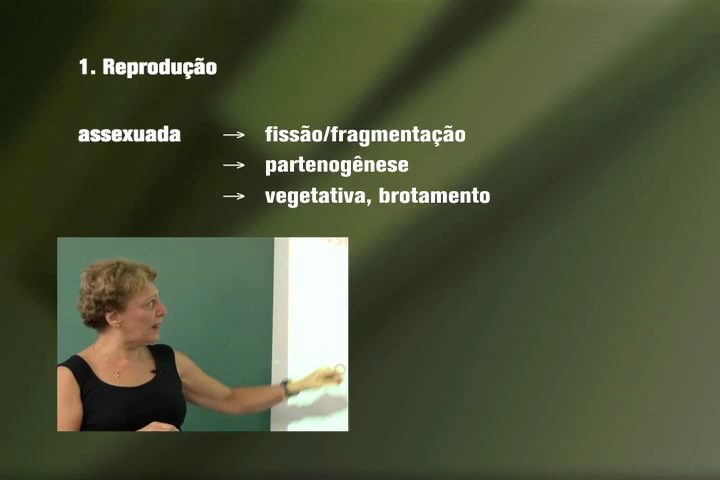 1. Reprodução
assexuada → fissão/fragmentação
→ partenogênese
→ vegetativa, brotamento